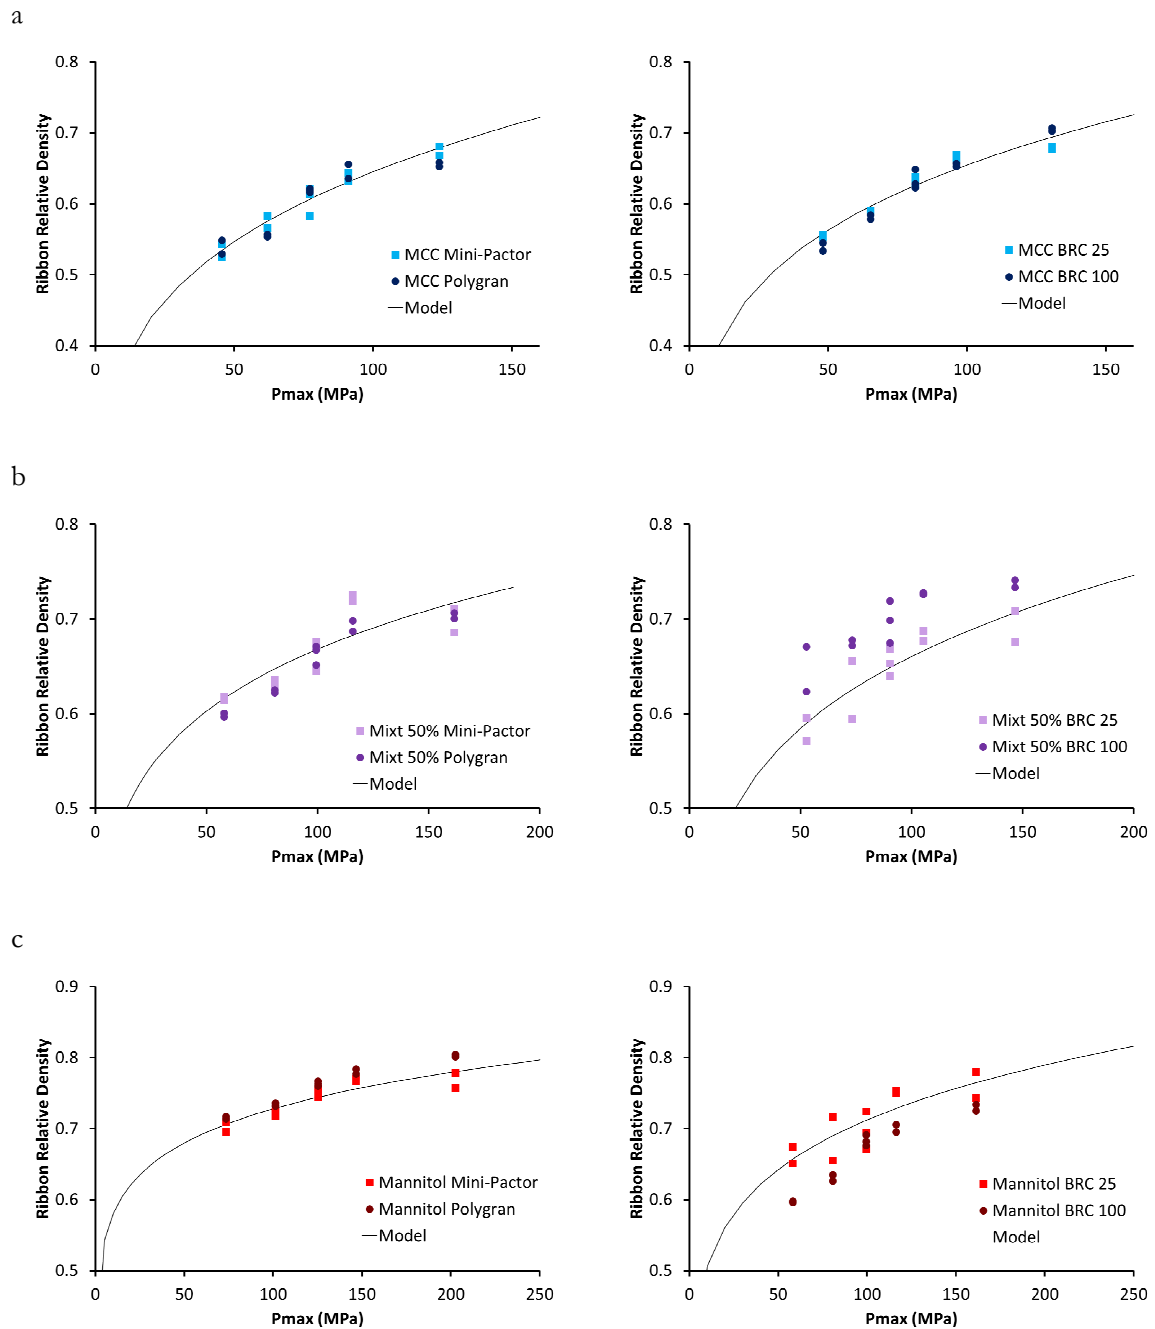 a
0.8
0.7
0.6
0.5
0.4
0
50
100
150
Ribbon Relative Density
Pmax (MPa)
MCC Mini-Pactor
MCC Polygran
Model
0.8
0.7
0.6
0.5
0.4
0
50
100
150
Ribbon Relative Density
Pmax (MPa)
MCC BRC 25
MCC BRC 100
Model
b
0.8
0.7
0.6
0.5
0
50
100
150
200
Ribbon Relative Density
Pmax (MPa)
Mixt 50% Mini-Pactor
Mixt 50% Polygran
Model
0.8
0.7
0.6
0.5
0
50
100
150
200
Ribbon Relative Density
Pmax (MPa)
Mixt 50% BRC 25
Mixt 50% BRC 100
Model
c
0.9
0.8
0.7
0.6
0.5
0
50
100
150
200
250
Ribbon Relative Density
Pmax (MPa)
Mannitol Mini-Pactor
Mannitol Polygran
Model
0.9
0.8
0.7
0.6
0.5
0
50
100
150
200
250
Ribbon Relative Density
Pmax (MPa)
Mannitol BRC 25
Mannitol BRC 100
Model